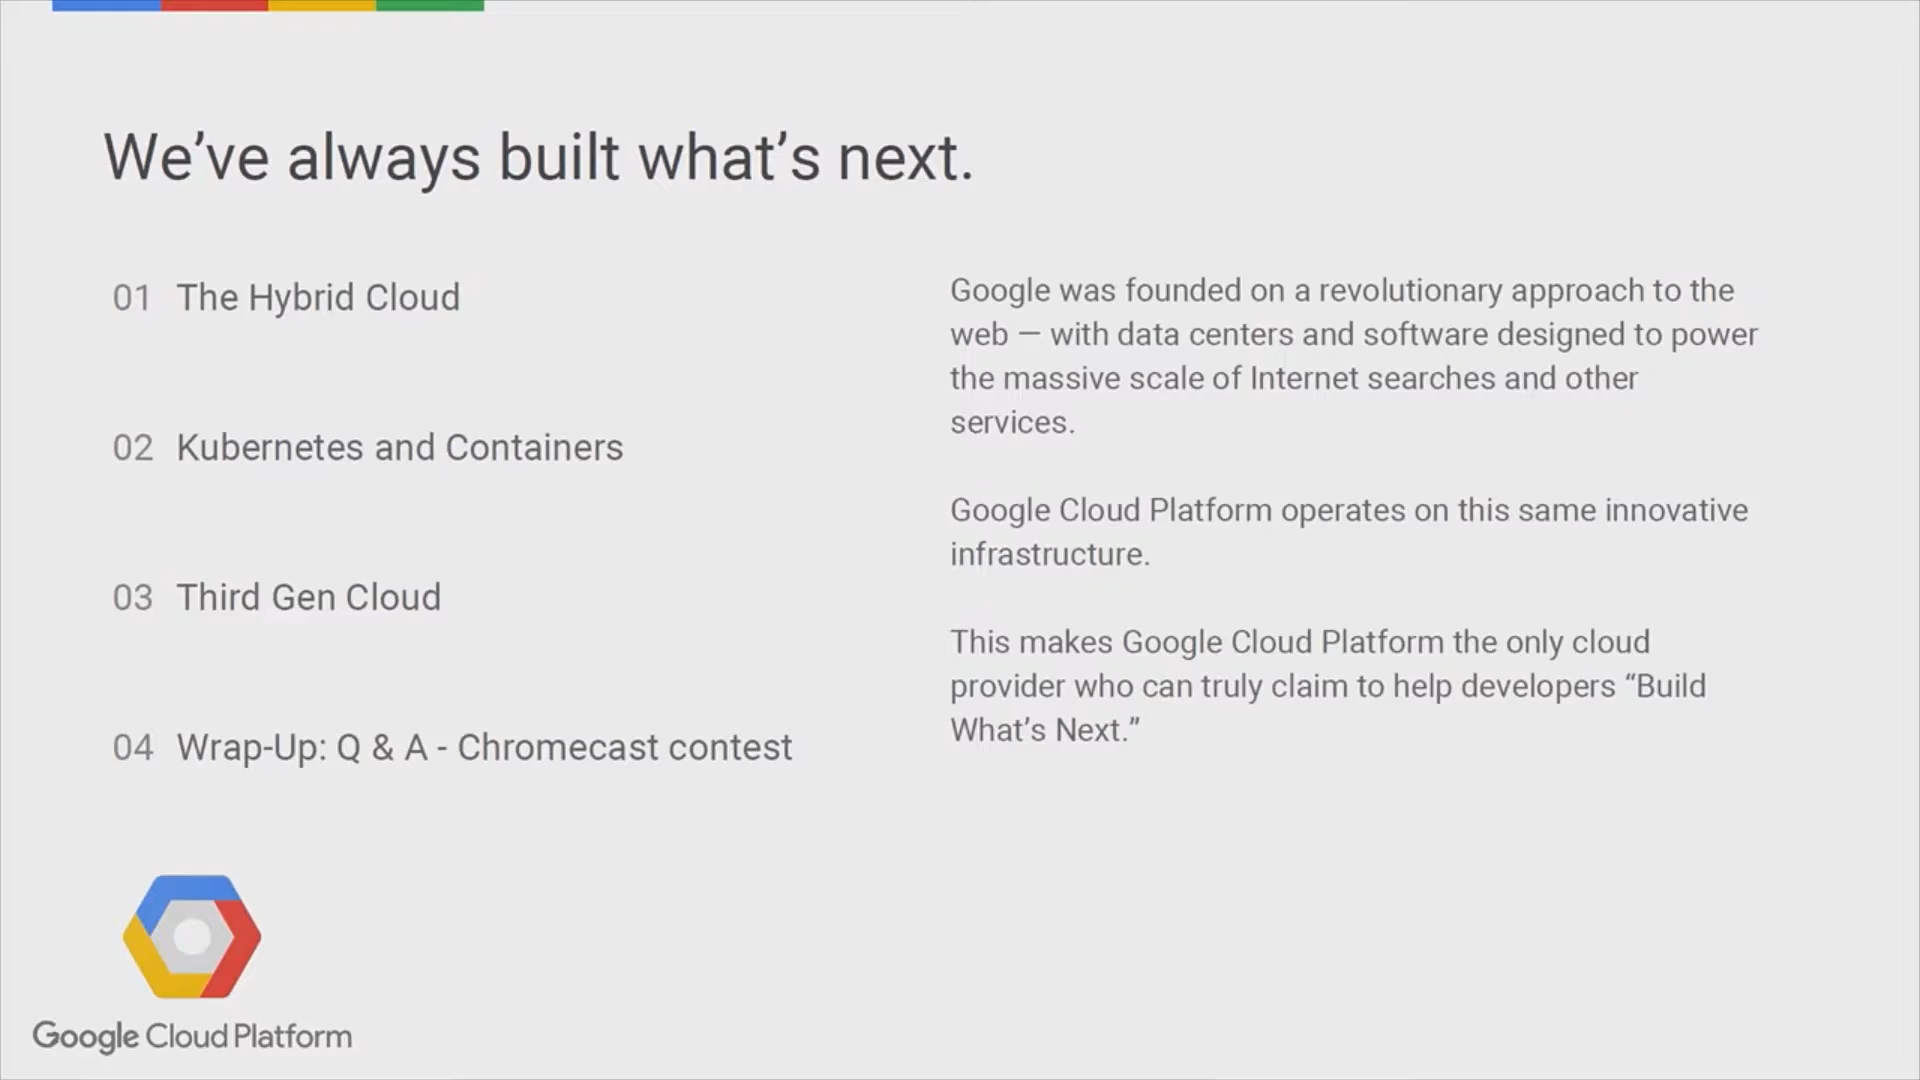 We’ve always built what’s next.
01 The Hybrid Cloud
02 Kubernetes and Containers
03 Third Gen Cloud
04 Wrap-Up: Q & A - Chromecast contest
Google was founded on a revolutionary approach to the
web — with data centers and software designed to power
the massive scale of Internet searches and other
services.
Google Cloud Platform operates on this same innovative
infrastructure.
This makes Google Cloud Platform the only cloud
provider who can truly claim to help developers “Build
What’s Next.”
Google Cloud Platform